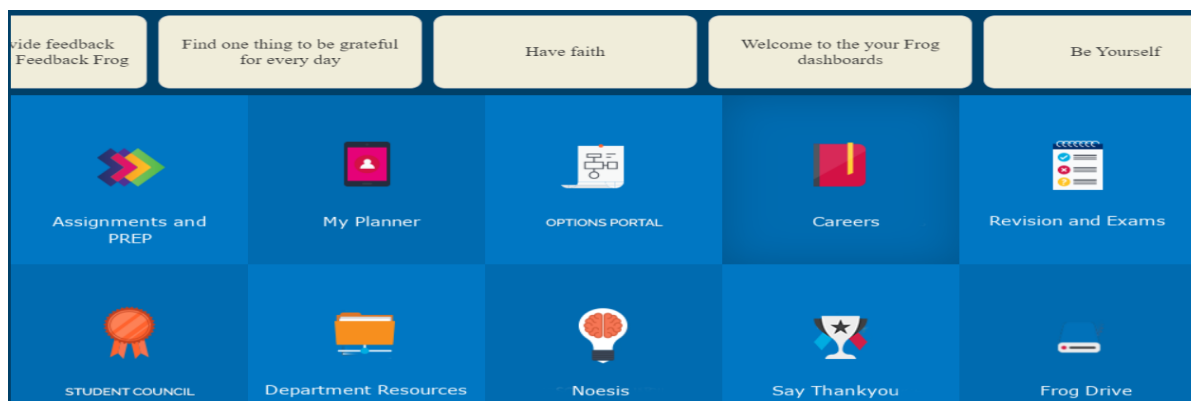 vide feedback
Feedback Frog
Find one thing to be grateful
for every day
Have faith
Welcome to the your Frog
dashboards
Be Yourself
Assignments and
PREP
My Planner
OPTIONS PORTAL
Careers
Revision and Exams
STUDENT COUNCIL
Department Resources
Noesis
Say Thankyou
Frog Drive